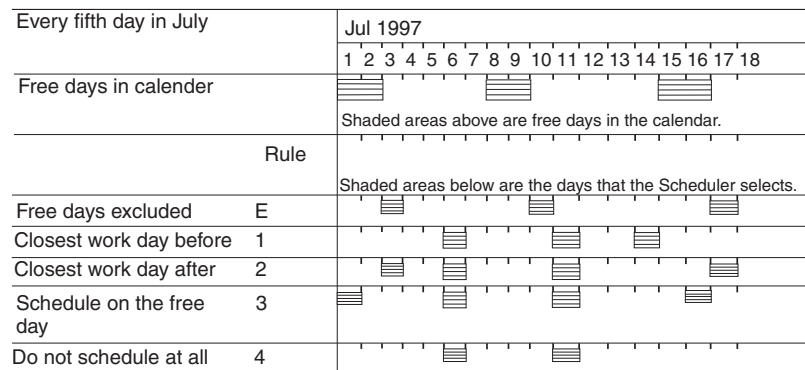 Every fifth day in July
Jul 1997
1 2 3 4 5 6 7 8 9 10 11 12 13 14 15 16 17 18
Free days in calender
Shaded areas above are free days in the calendar.
Rule
Shaded areas below are the days that the Scheduler selects.
Free days excluded E
Closest work day before 1
Closest work day after 2
Schedule on the free 3
day
Do not schedule at all 4